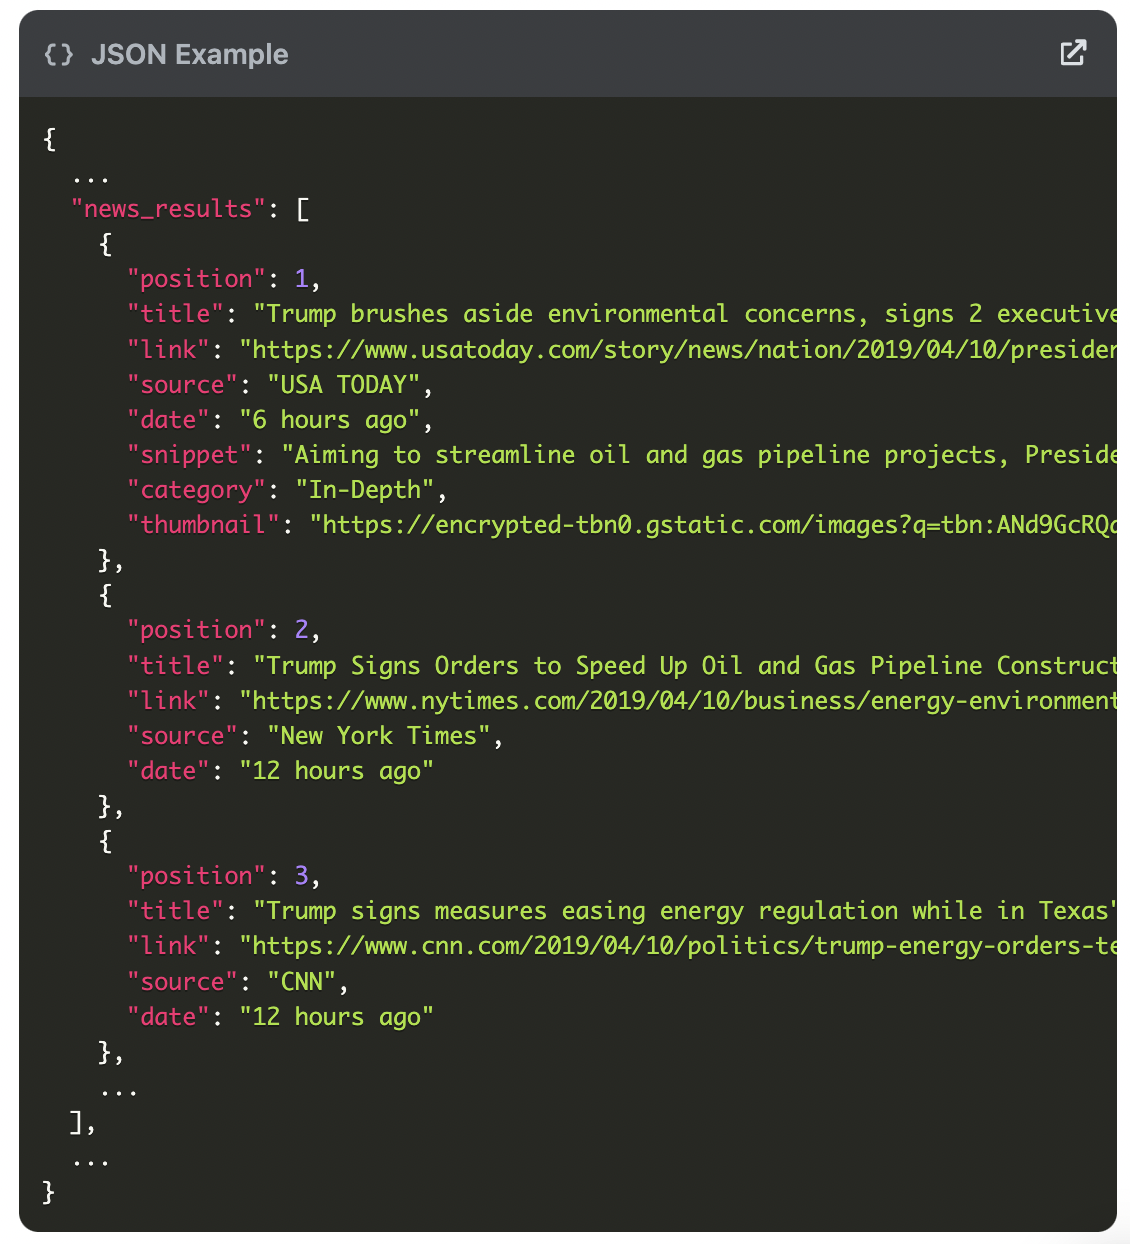 {} JSON Example
{
...
"news_results": [
{
"position": 1,
"title": "Trump brushes aside environmental concerns, signs 2 executive
"link": "https://www.usatoday.com/story/news/nation/2019/04/10/presiden
"source": "USA TODAY",
"date": "6 hours ago",
"snippet": "Aiming to streamline oil and gas pipeline projects, Preside
"category": "In-Depth",
"thumbnail": "https://encrypted-tbn0.gstatic.com/images?q=tbn:ANd9GcRQ
},
{
"position": 2,
"title": "Trump Signs Orders to Speed Up Oil and Gas Pipeline Construct
"link": "https://www.nytimes.com/2019/04/10/business/energy-environment
"source": "New York Times",
"date": "12 hours ago"
},
{
"position": 3,
"title": "Trump signs measures easing energy regulation while in Texas"
"link": "https://www.cnn.com/2019/04/10/politics/trump-energy-orders-te
"source": "CNN",
"date": "12 hours ago"
},
...
],
...
}